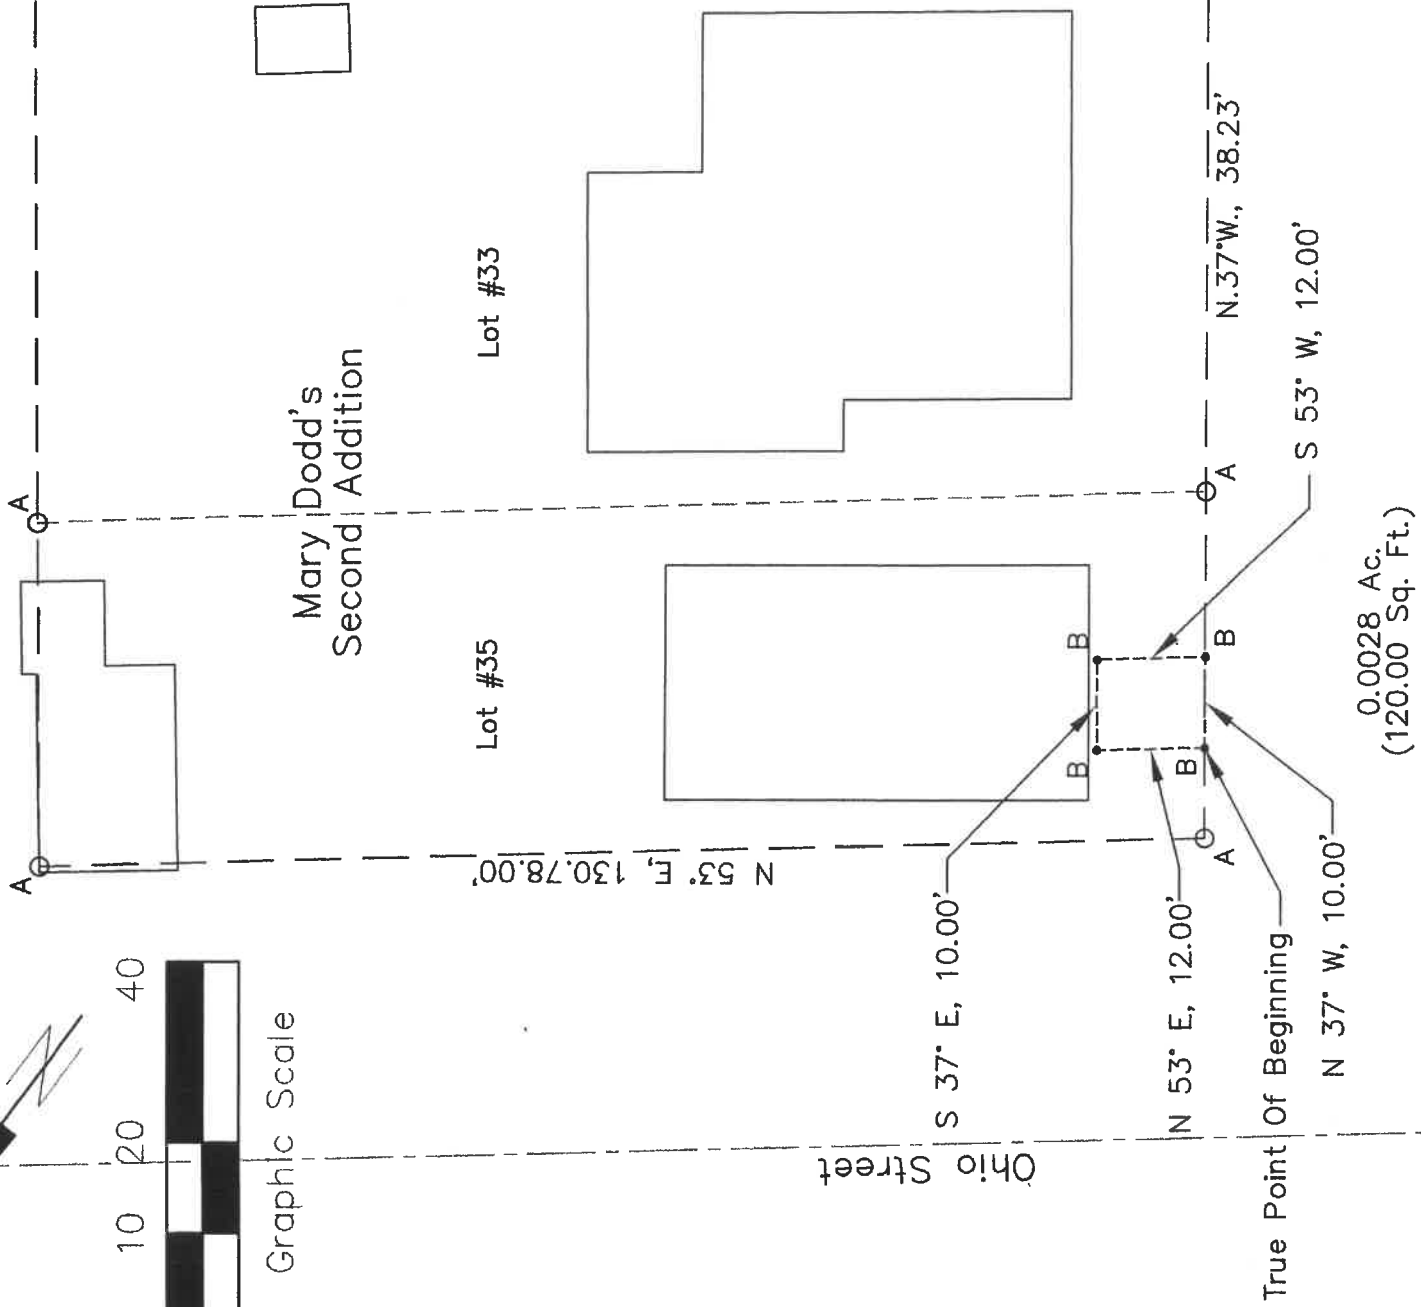 A
A
Mary Dodd's
Second Addition
Lot #33
Lot #35
N 53° E, 130.78.00'
N.37°W., 38.23'
S 53° W, 12.00'
A
A
B
B
B
B
0.0028 Ac.
(120.00 Sq. Ft.)
S 37° E, 10.00'
N 53° E, 12.00'
True Point Of Beginning
N 37° W, 10.00'
Ohio Street
10
20
40
Graphic Scale